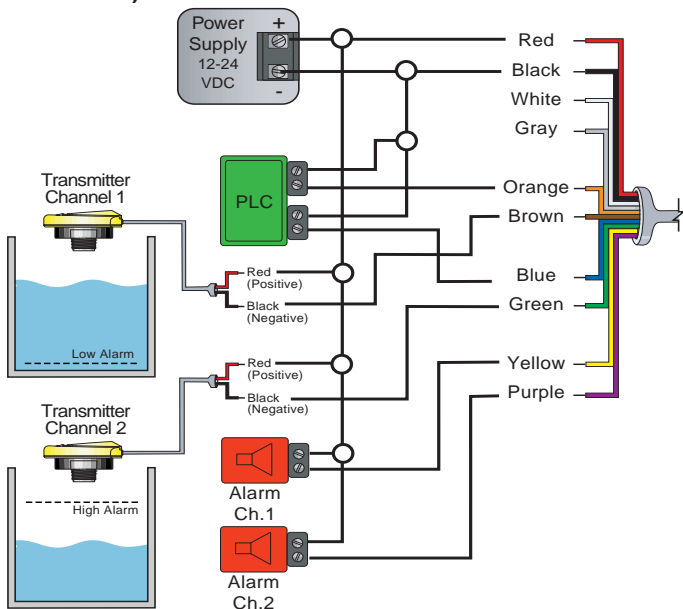 Power
Supply
12-24
VDC
+
-
Red
Black
White
Gray
Orange
Brown
Blue
Green
Yellow
Purple
PLC
Transmitter
Channel 1
Red
(Positive)
Black
(Negative)
Low Alarm
Transmitter
Channel 2
Red
(Positive)
Black
(Negative)
High Alarm
Alarm
Ch.1
Alarm
Ch.2